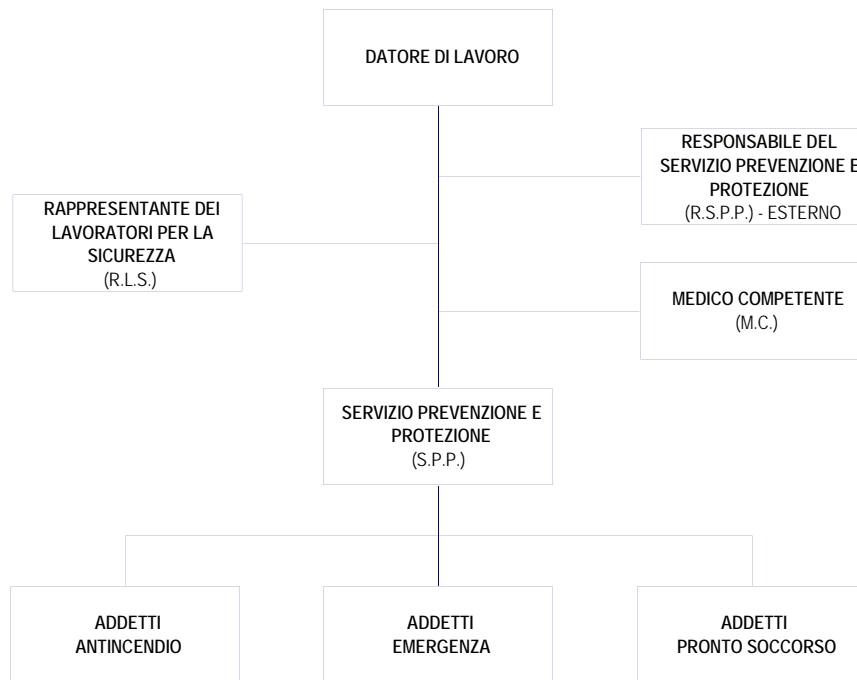 DATORE DI LAVORO
RESPONSABILE DEL
SERVIZIO PREVENZIONE E
PROTEZIONE
(R.S.P.P.) - ESTERNO
RAPPRESENTANTE DEI
LAVORATORI PER LA
SICUREZZA
(R.L.S.)
MEDICO COMPETENTE
(M.C.)
SERVIZIO PREVENZIONE E
PROTEZIONE
(S.P.P.)
ADDETTI
ANTINCENDIO
ADDETTI
EMERGENZA
ADDETTI
PRONTO SOCCORSO